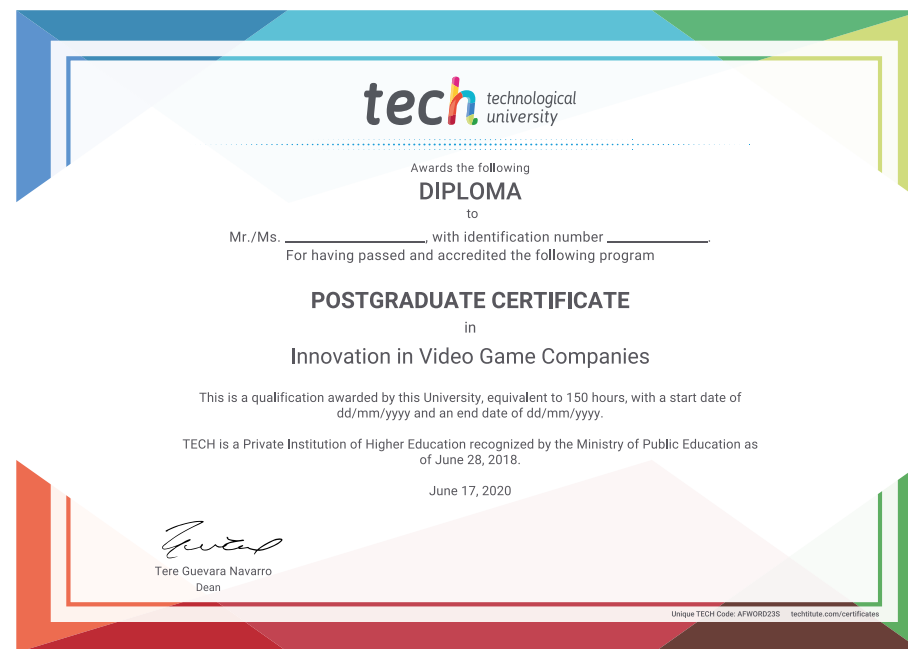 tech technological
university
Awards the following
DIPLOMA
to
Mr./Ms. ____________________, with identification number ______________.
For having passed and accredited the following program
POSTGRADUATE CERTIFICATE
in
Innovation in Video Game Companies
This is a qualification awarded by this University, equivalent to 150 hours, with a start date of
dd/mm/yyyy and an end date of dd/mm/yyyy.
TECH is a Private Institution of Higher Education recognized by the Ministry of Public Education as
of June 28, 2018.
June 17, 2020
Tere Guevara Navarro
Dean
Unique TECH Code: AFWORD23S techtitute.com/certificates